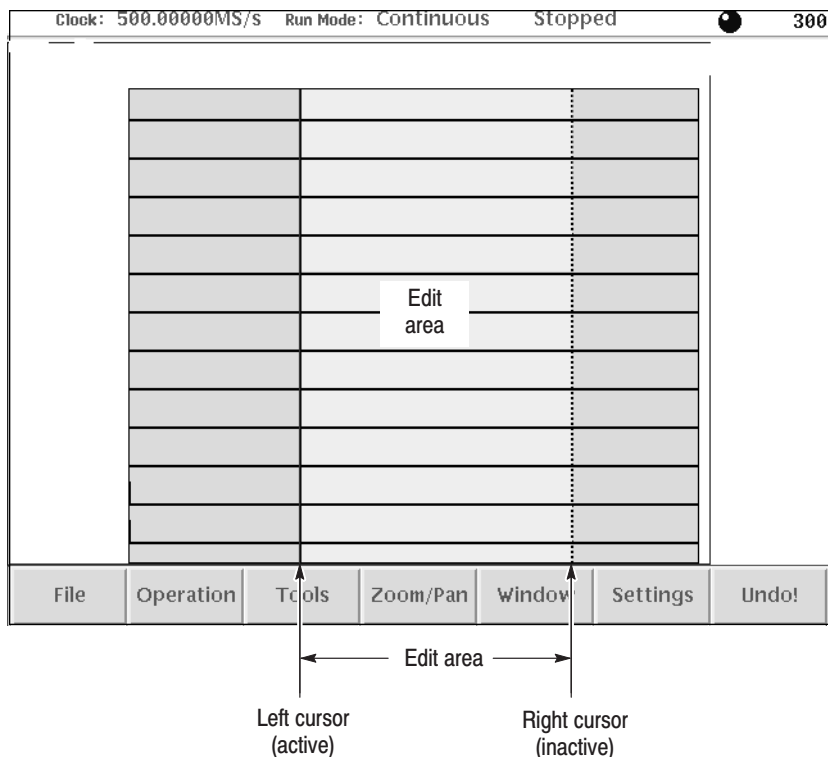 Clock: 500.00000MS/s Run Mode: Continuous Stopped 300
Edit
area
File Operation Tools Zoom/Pan Window Settings Undo!
Edit area
Left cursor
(active)
Right cursor
(inactive)